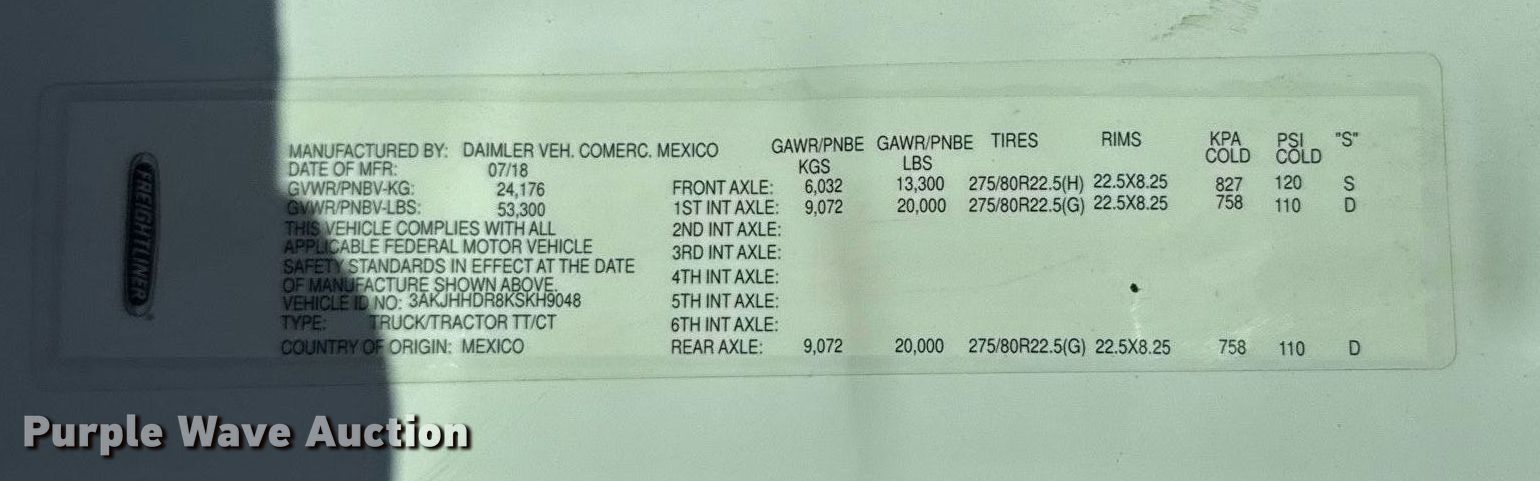 FREIGHTLINER
MANUFACTURED BY: DAIMLER VEH. COMERC. MEXICO
DATE OF MFR: 07/18
GVWR/PNBV-KG: 24,176
GVWR/PNBV-LBS: 53,300
THIS VEHICLE COMPLIES WITH ALL
APPLICABLE FEDERAL MOTOR VEHICLE
SAFETY STANDARDS IN EFFECT AT THE DATE
OF MANUFACTURE SHOWN ABOVE.
VEHICLE ID NO: 3AKJHHDR8KSKH9048
TYPE: TRUCK/TRACTOR TT/CT
COUNTRY OF ORIGIN: MEXICO
GAWR/PNBE KGS GAWR/PNBE LBS TIRES RIMS KPA COLD PSI COLD "S"
FRONT AXLE: 6,032 13,300 275/80R22.5(H) 22.5X8.25 827 120 S
1ST INT AXLE: 9,072 20,000 275/80R22.5(G) 22.5X8.25 758 110 D
2ND INT AXLE:
3RD INT AXLE:
4TH INT AXLE:
5TH INT AXLE:
6TH INT AXLE:
REAR AXLE: 9,072 20,000 275/80R22.5(G) 22.5X8.25 758 110 D
Purple Wave Auction